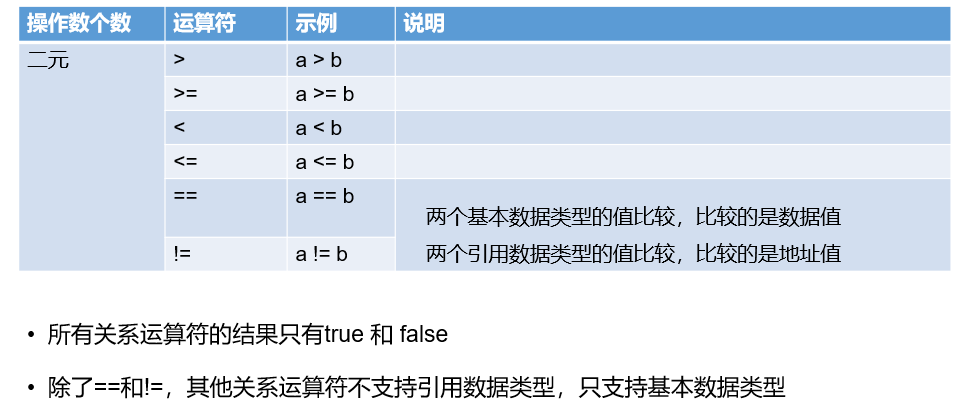 操作数个数 运算符 示例 说明
二元 > a > b
>= a >= b
< a < b
<= a <= b
== a == b
两个基本数据类型的值比较，比较的是数据值
!= a != b 两个引用数据类型的值比较，比较的是地址值
• 所有关系运算符的结果只有true 和 false
• 除了==和!=，其他关系运算符不支持引用数据类型，只支持基本数据类型